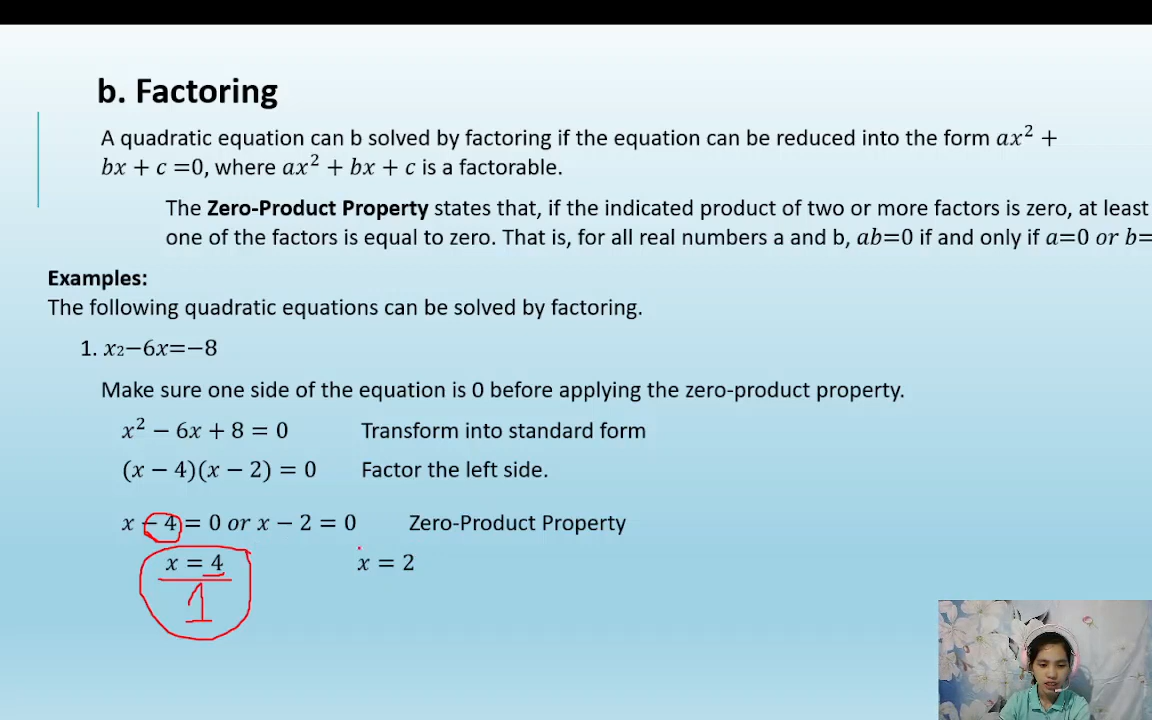 b. Factoring
A quadratic equation can b solved by factoring if the equation can be reduced into the form 𝑎𝑥² +
𝑏𝑥 + 𝑐 =0, where 𝑎𝑥² + 𝑏𝑥 + 𝑐 is a factorable.
The Zero-Product Property states that, if the indicated product of two or more factors is zero, at least
one of the factors is equal to zero. That is, for all real numbers a and b, 𝑎𝑏=0 if and only if 𝑎=0 𝑜𝑟 𝑏=
Examples:
The following quadratic equations can be solved by factoring.
1. 𝑥2−6𝑥=−8
Make sure one side of the equation is 0 before applying the zero-product property.
𝑥² − 6𝑥 + 8 = 0 Transform into standard form
(𝑥 − 4)(𝑥 − 2) = 0 Factor the left side.
𝑥 − 4 = 0 𝑜𝑟 𝑥 − 2 = 0 Zero-Product Property
𝑥 = 4 𝑥 = 2
1